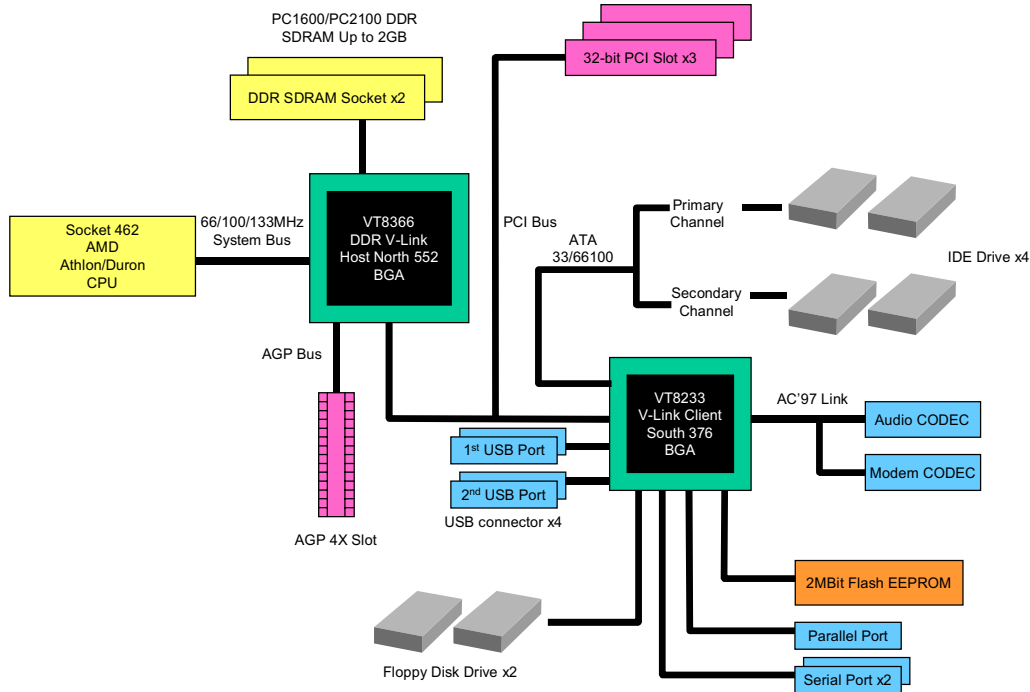 PC1600/PC2100 DDR
SDRAM Up to 2GB
DDR SDRAM Socket x2
32-bit PCI Slot x3
Socket 462
AMD
Athlon/Duron
CPU
66/100/133MHz
System Bus
VT8366
DDR V-Link
Host North 552
BGA
PCI Bus
ATA
33/66100
Primary
Channel
Secondary
Channel
IDE Drive x4
AGP Bus
AGP 4X Slot
VT8233
V-Link Client
South 376
BGA
AC'97 Link
Audio CODEC
Modem CODEC
1st USB Port
2nd USB Port
USB connector x4
2MBit Flash EEPROM
Parallel Port
Serial Port x2
Floppy Disk Drive x2